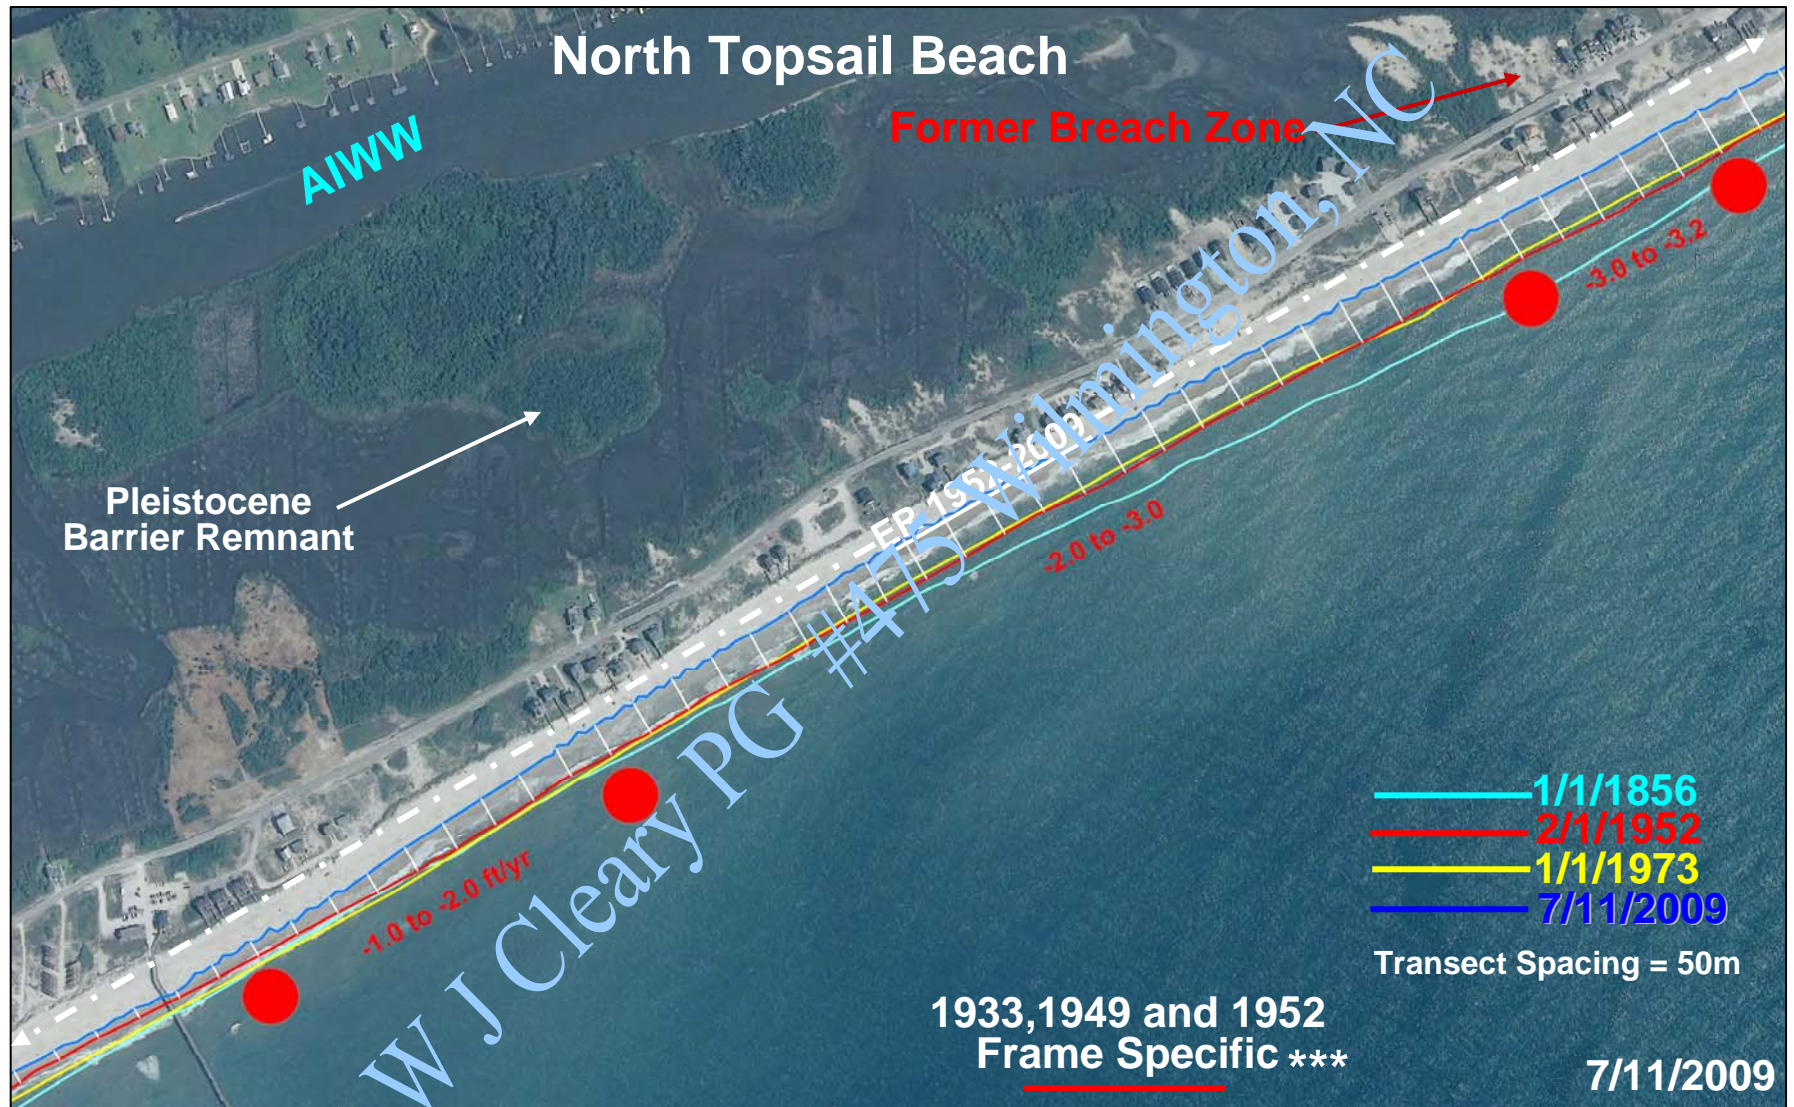 North Topsail Beach
Former Breach Zone
AIWW
-3.0 to -3.2
Pleistocene
Barrier Remnant
1952-2009
-2.0 to -3.0
-1.0 to -2.0 ft/yr
W J Cleary PG #475 Wilmington, NC
1/1/1856
2/1/1952
1/1/1973
7/11/2009
Transect Spacing = 50m
1933,1949 and 1952
Frame Specific ***
7/11/2009